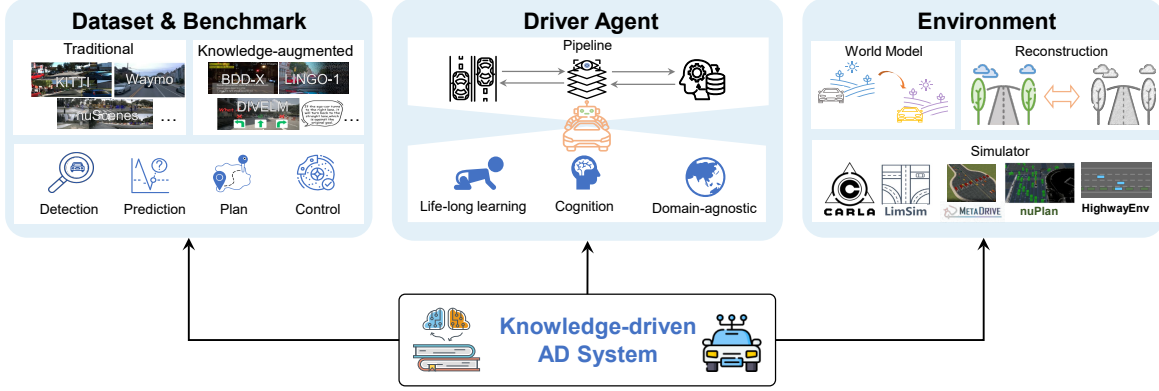 Dataset & Benchmark
Traditional
KITTI
Waymo
nuScenes
...
Knowledge-augmented
BDD-X
LINGO-1
DIVELM
...
Detection
Prediction
Plan
Control
Driver Agent
Pipeline
Life-long learning
Cognition
Domain-agnostic
Environment
World Model
Reconstruction
Simulator
CARLA
LimSim
METADRIVE
nuPlan
HighwayEnv
Knowledge-driven
AD System